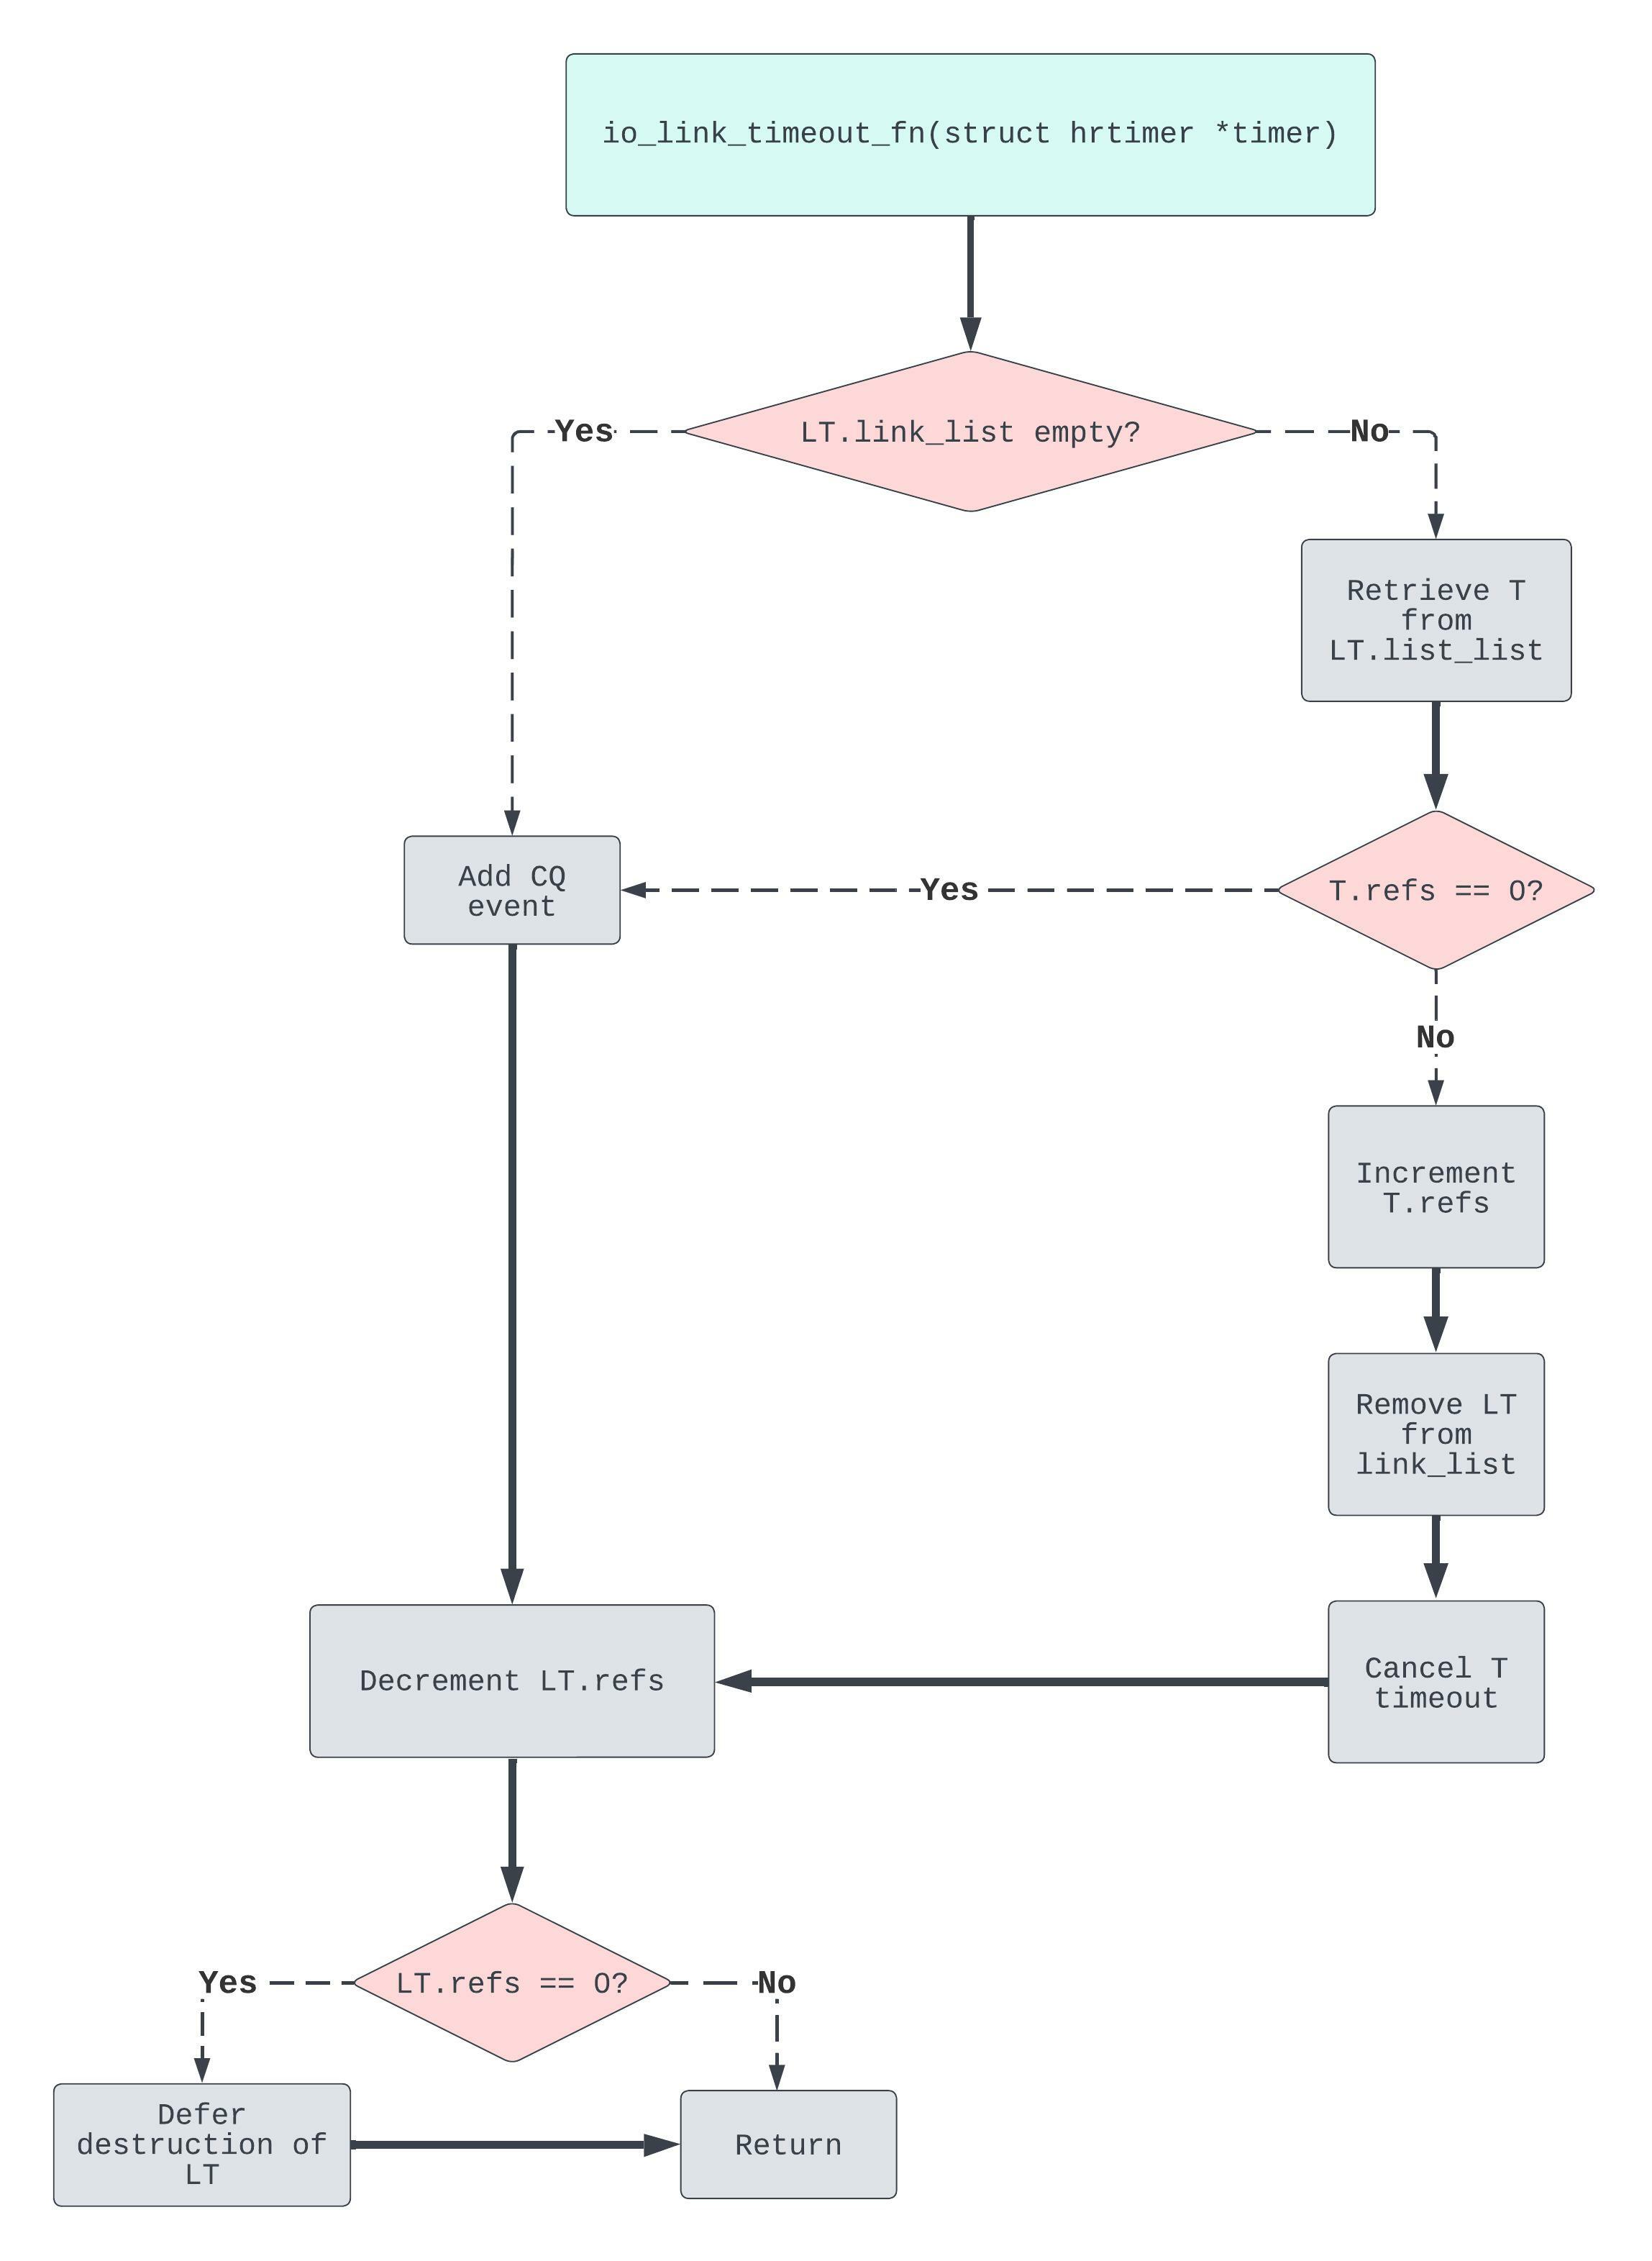 io_link_timeout_fn(struct hrtimer *timer)
LT.link_list empty?
Yes
No
Retrieve T
from
LT.list_list
Add CQ
event
Yes
T.refs == 0?
No
Increment
T.refs
Remove LT
from
link_list
Decrement LT.refs
Cancel T
timeout
LT.refs == 0?
Yes
No
Defer
destruction of
LT
Return